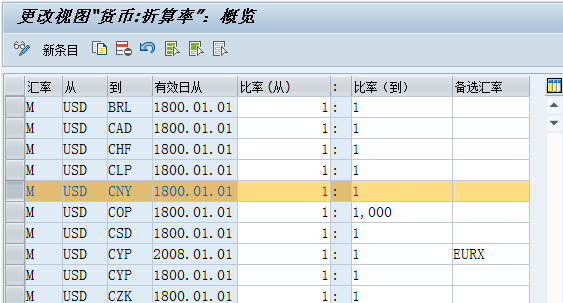 更改视图“货币:折算率”: 概览
新条目
汇率 从 到 有效日从 比率(从) : 比率（到） 备选汇率
M USD BRL 1800.01.01 1: 1
M USD CAD 1800.01.01 1: 1
M USD CHF 1800.01.01 1: 1
M USD CLP 1800.01.01 1: 1
M USD CNY 1800.01.01 1: 1
M USD COP 1800.01.01 1: 1,000
M USD CSD 1800.01.01 1: 1
M USD CYP 2008.01.01 1: 1 EURX
M USD CYP 1800.01.01 1: 1
M USD CZK 1800.01.01 1: 1